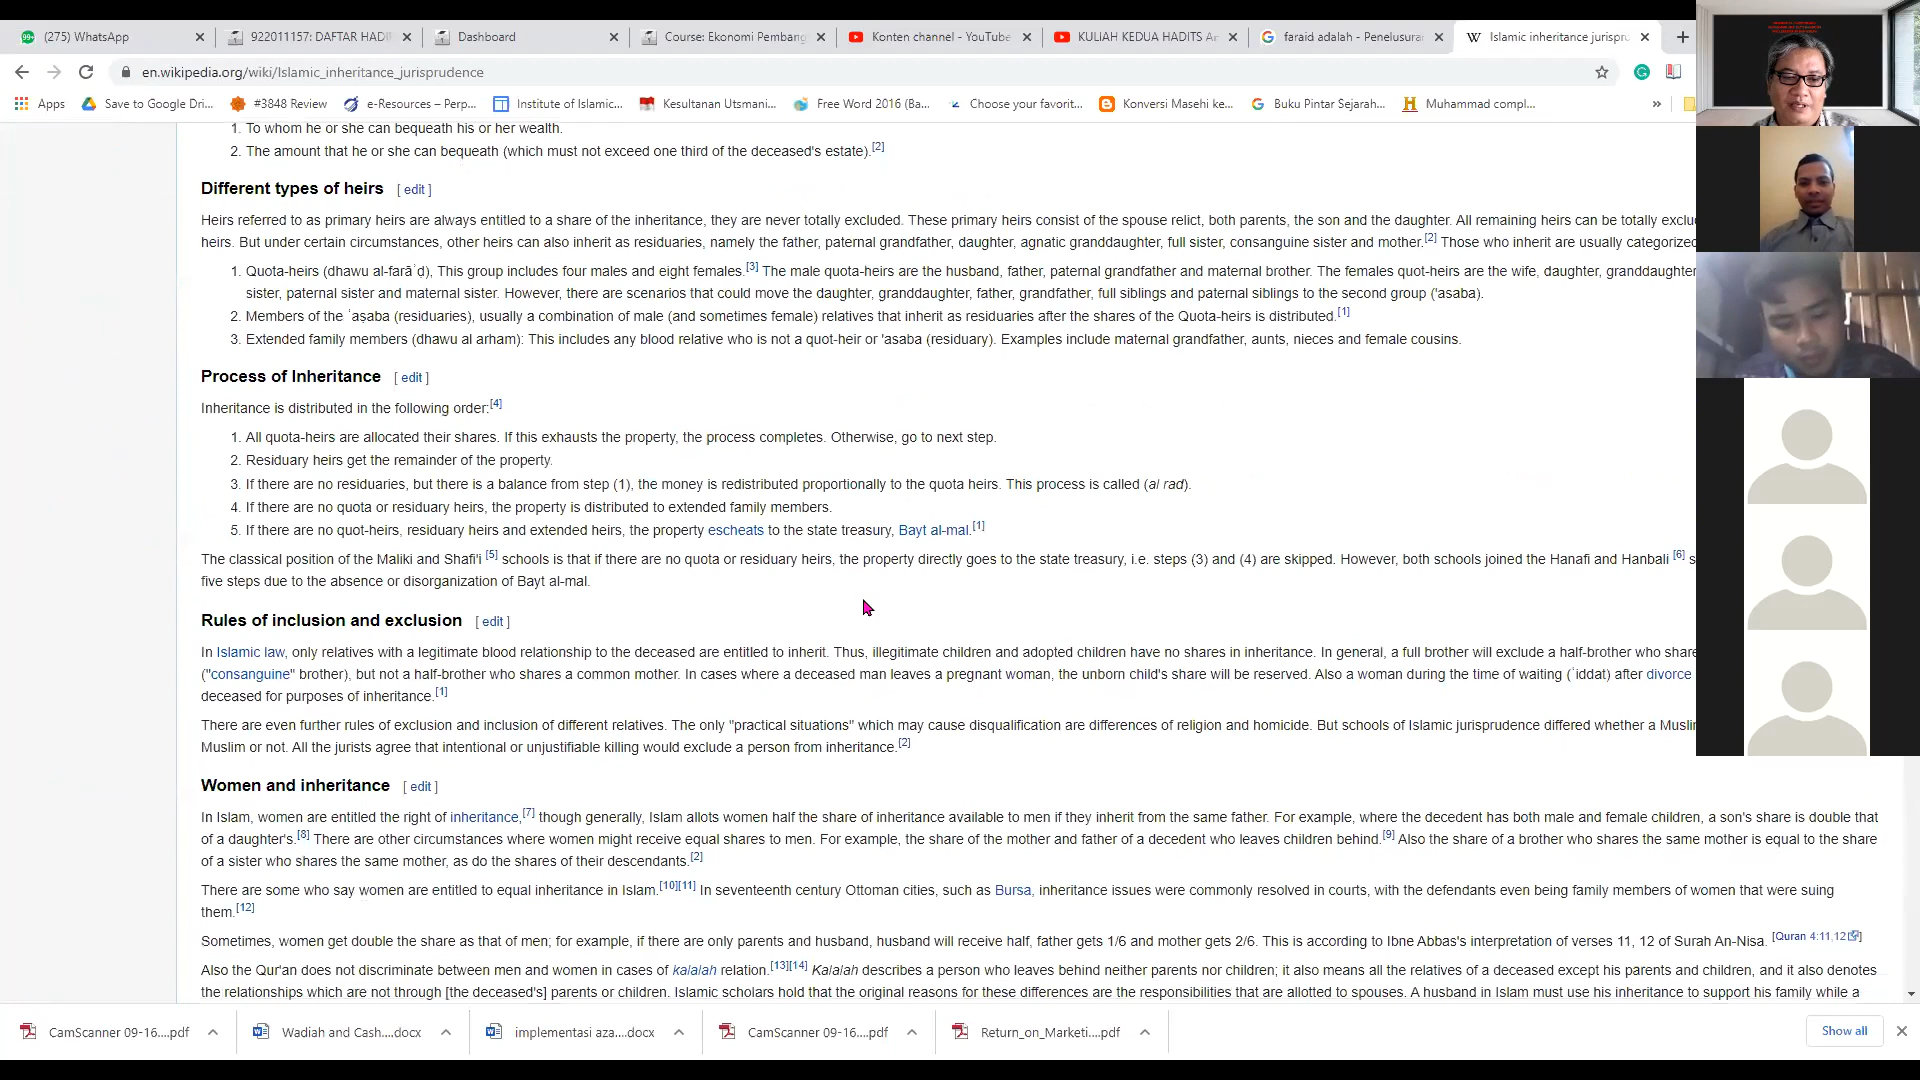 (275) WhatsApp
922011157: DAFTAR HADI
Dashboard
Course: Ekonomi Pembang
Konten channel - YouTube
KULIAH KEDUA HADITS A
faraid adalah - Penelusuran
Islamic inheritance jurispru
en.wikipedia.org/wiki/Islamic_inheritance_jurisprudence
Apps
Save to Google Dri...
#3848 Review
e-Resources – Perp...
Institute of Islamic...
Kesultanan Utsmani...
Free Word 2016 (Ba...
Choose your favorit...
Konversi Masehi ke...
Buku Pintar Sejarah...
Muhammad compl...
»
1. To whom he or she can bequeath his or her wealth.
2. The amount that he or she can bequeath (which must not exceed one third of the deceased's estate).[2]
Different types of heirs [ edit ]
Heirs referred to as primary heirs are always entitled to a share of the inheritance, they are never totally excluded. These primary heirs consist of the spouse relict, both parents, the son and the daughter. All remaining heirs can be totally exclu
heirs. But under certain circumstances, other heirs can also inherit as residuaries, namely the father, paternal grandfather, daughter, agnatic granddaughter, full sister, consanguine sister and mother.[2] Those who inherit are usually categorized
1. Quota-heirs (dhawu al-farāʾḍ), This group includes four males and eight females.[3] The male quota-heirs are the husband, father, paternal grandfather and maternal brother. The females quot-heirs are the wife, daughter, granddaughter
sister, paternal sister and maternal sister. However, there are scenarios that could move the daughter, granddaughter, father, grandfather, full siblings and paternal siblings to the second group ('asaba).
2. Members of the ʿaṣaba (residuaries), usually a combination of male (and sometimes female) relatives that inherit as residuaries after the shares of the Quota-heirs is distributed.[1]
3. Extended family members (dhawu al arham): This includes any blood relative who is not a quot-heir or 'asaba (residuary). Examples include maternal grandfather, aunts, nieces and female cousins.
Process of Inheritance [ edit ]
Inheritance is distributed in the following order:[4]
1. All quota-heirs are allocated their shares. If this exhausts the property, the process completes. Otherwise, go to next step.
2. Residuary heirs get the remainder of the property.
3. If there are no residuaries, but there is a balance from step (1), the money is redistributed proportionally to the quota heirs. This process is called (al rad).
4. If there are no quota or residuary heirs, the property is distributed to extended family members.
5. If there are no quot-heirs, residuary heirs and extended heirs, the property escheats to the state treasury, Bayt al-mal.[1]
The classical position of the Maliki and Shafi'i [5] schools is that if there are no quota or residuary heirs, the property directly goes to the state treasury, i.e. steps (3) and (4) are skipped. However, both schools joined the Hanafi and Hanbali [6] s
five steps due to the absence or disorganization of Bayt al-mal.
Rules of inclusion and exclusion [ edit ]
In Islamic law, only relatives with a legitimate blood relationship to the deceased are entitled to inherit. Thus, illegitimate children and adopted children have no shares in inheritance. In general, a full brother will exclude a half-brother who share
("consanguine" brother), but not a half-brother who shares a common mother. In cases where a deceased man leaves a pregnant woman, the unborn child's share will be reserved. Also a woman during the time of waiting (ʿiddat) after divorce
deceased for purposes of inheritance.[1]
There are even further rules of exclusion and inclusion of different relatives. The only "practical situations" which may cause disqualification are differences of religion and homicide. But schools of Islamic jurisprudence differed whether a Musli
Muslim or not. All the jurists agree that intentional or unjustifiable killing would exclude a person from inheritance.[2]
Women and inheritance [ edit ]
In Islam, women are entitled the right of inheritance,[7] though generally, Islam allots women half the share of inheritance available to men if they inherit from the same father. For example, where the decedent has both male and female children, a son's share is double that
of a daughter's.[8] There are other circumstances where women might receive equal shares to men. For example, the share of the mother and father of a decedent who leaves children behind.[9] Also the share of a brother who shares the same mother is equal to the share
of a sister who shares the same mother, as do the shares of their descendants.[2]
There are some who say women are entitled to equal inheritance in Islam.[10][11] In seventeenth century Ottoman cities, such as Bursa, inheritance issues were commonly resolved in courts, with the defendants even being family members of women that were suing
them.[12]
Sometimes, women get double the share as that of men; for example, if there are only parents and husband, husband will receive half, father gets 1/6 and mother gets 2/6. This is according to Ibne Abbas's interpretation of verses 11, 12 of Surah An-Nisa. [Quran 4:11,12]
Also the Qur'an does not discriminate between men and women in cases of kalalah relation.[13][14] Kalalah describes a person who leaves behind neither parents nor children; it also means all the relatives of a deceased except his parents and children, and it also denotes
the relationships which are not through [the deceased's] parents or children. Islamic scholars hold that the original reasons for these differences are the responsibilities that are allotted to spouses. A husband in Islam must use his inheritance to support his family while a
CamScanner 09-16....pdf
Wadiah and Cash....docx
implementasi aza....docx
CamScanner 09-16....pdf
Return_on_Marketi....pdf
Show all